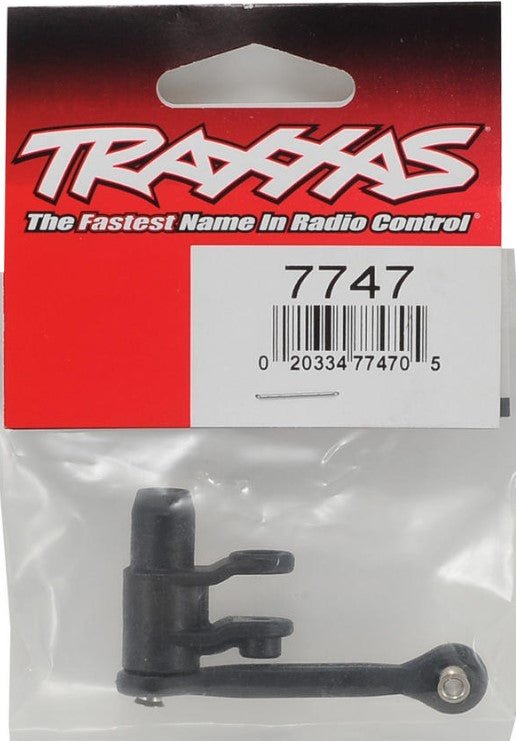 TRAXXAS
The Fastest Name In Radio Control®
7747
0 20334 77470 5